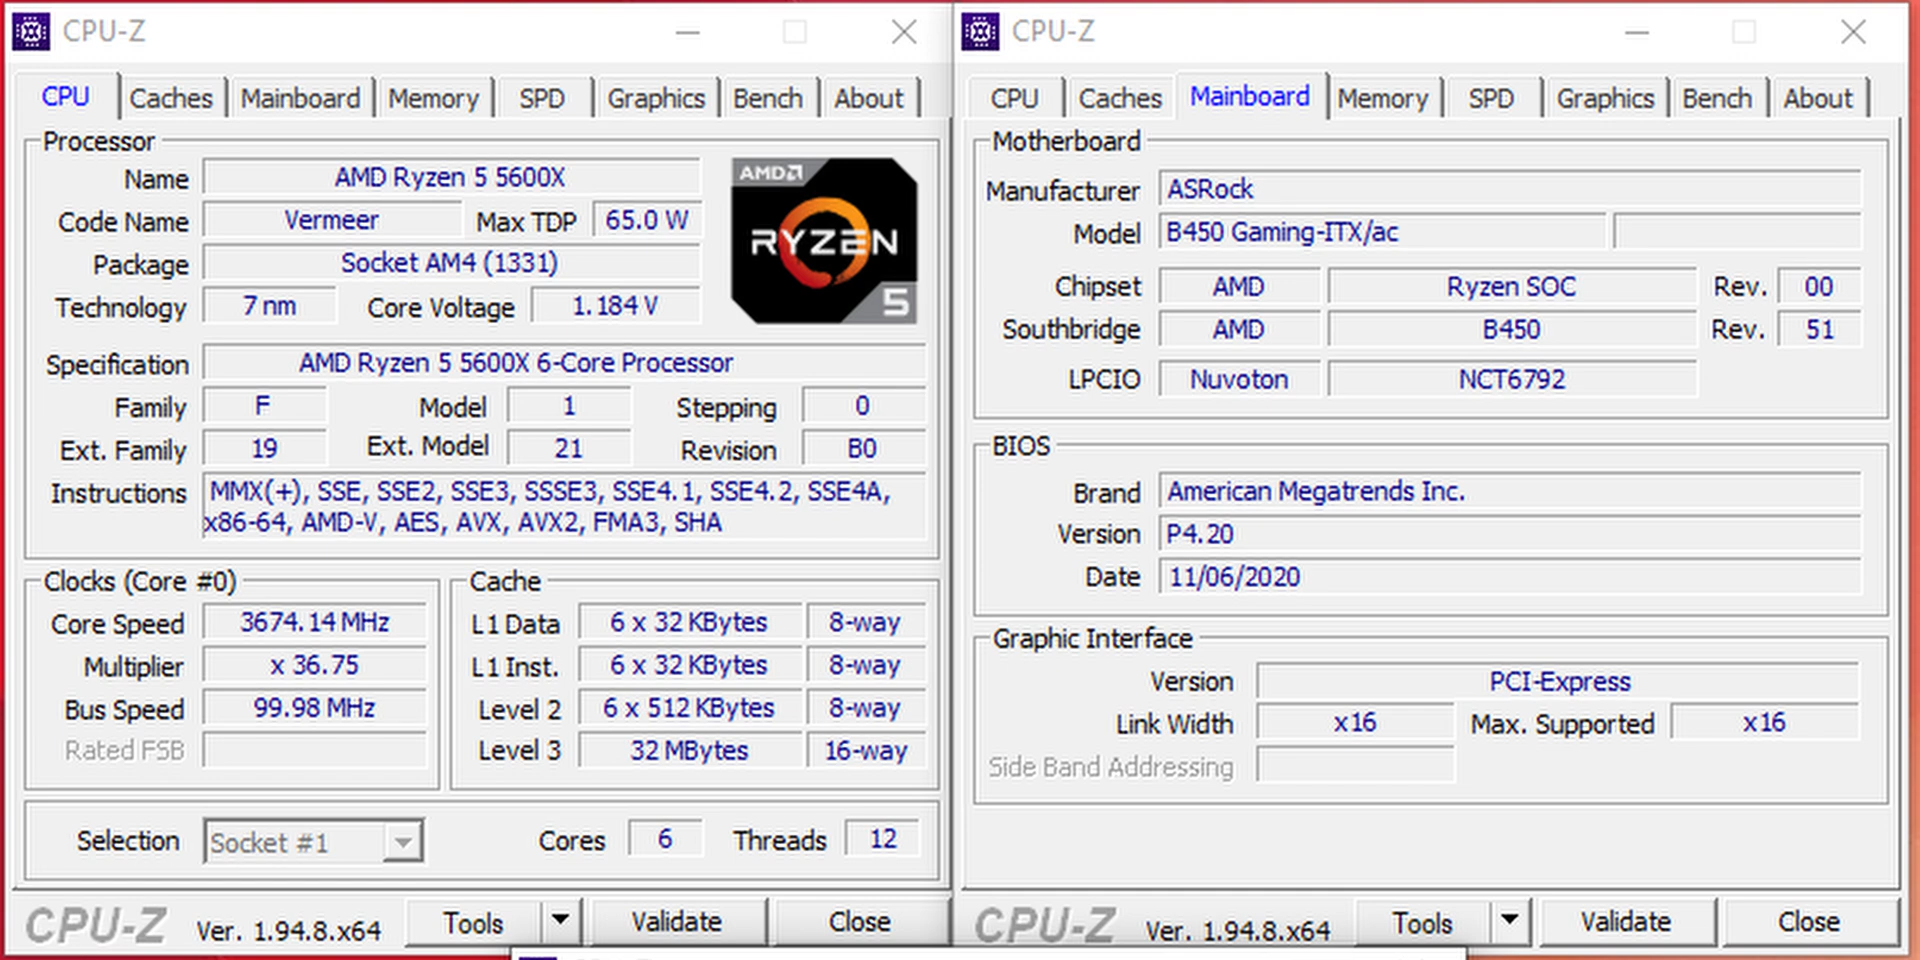 CPU-Z
CPU Caches Mainboard Memory SPD Graphics Bench About
Processor
Name AMD Ryzen 5 5600X
Code Name Vermeer Max TDP 65.0 W
Package Socket AM4 (1331)
Technology 7 nm Core Voltage 1.184 V
AMD
RYZEN
5
Specification AMD Ryzen 5 5600X 6-Core Processor
Family F Model 1 Stepping 0
Ext. Family 19 Ext. Model 21 Revision B0
Instructions MMX(+), SSE, SSE2, SSE3, SSSE3, SSE4.1, SSE4.2, SSE4A,
x86-64, AMD-V, AES, AVX, AVX2, FMA3, SHA
Clocks (Core #0)
Core Speed 3674.14 MHz
Multiplier x 36.75
Bus Speed 99.98 MHz
Rated FSB
Cache
L1 Data 6 x 32 KBytes 8-way
L1 Inst. 6 x 32 KBytes 8-way
Level 2 6 x 512 KBytes 8-way
Level 3 32 MBytes 16-way
Selection Socket #1 Cores 6 Threads 12
CPU-Z Ver. 1.94.8.x64 Tools Validate Close
CPU-Z
CPU Caches Mainboard Memory SPD Graphics Bench About
Motherboard
Manufacturer ASRock
Model B450 Gaming-ITX/ac
Chipset AMD Ryzen SOC Rev. 00
Southbridge AMD B450 Rev. 51
LPCIO Nuvoton NCT6792
BIOS
Brand American Megatrends Inc.
Version P4.20
Date 11/06/2020
Graphic Interface
Version PCI-Express
Link Width x16 Max. Supported x16
Side Band Addressing
CPU-Z Ver. 1.94.8.x64 Tools Validate Close